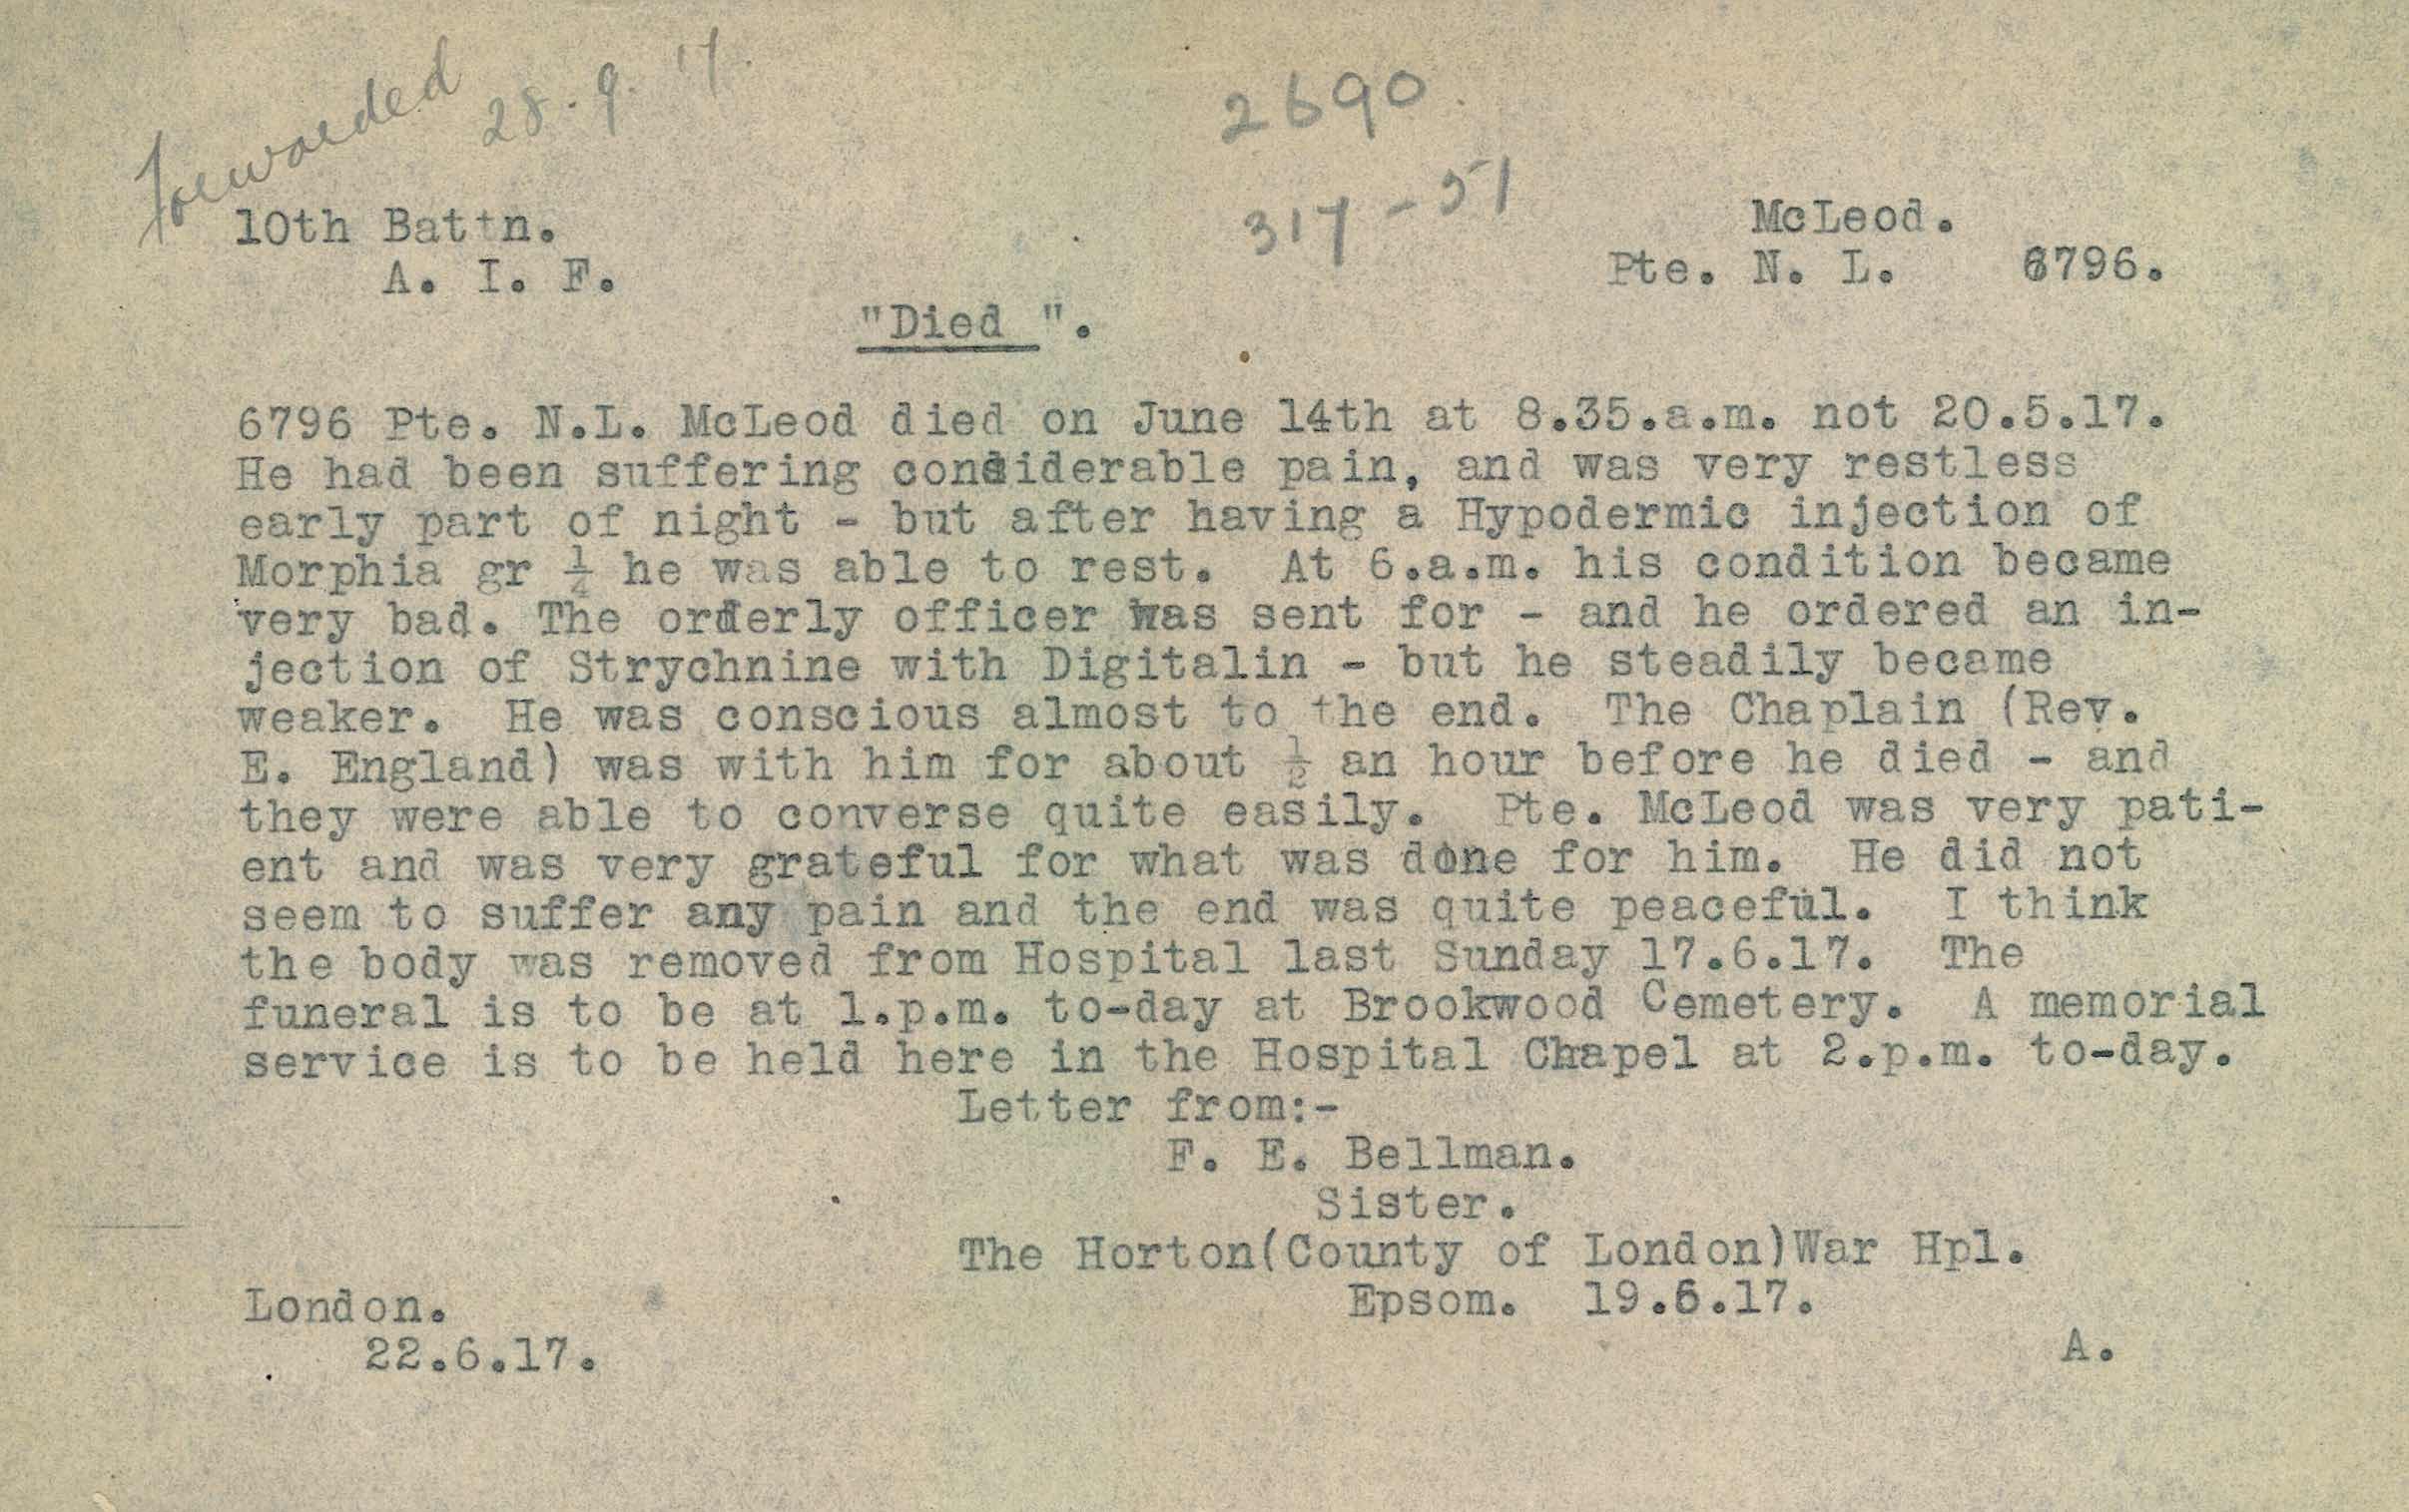 Forwarded 28.9.17.
2690.
317-51
10th Battn.
A. I. F.
McLeod.
Pte. N. L. 6796.
"Died ".
6796 Pte. N.L. McLeod died on June 14th at 8.35.a.m. not 20.5.17.
He had been suffering considerable pain, and was very restless
early part of night - but after having a Hypodermic injection of
Morphia gr ¼ he was able to rest. At 6.a.m. his condition became
very bad. The orderly officer was sent for - and he ordered an in-
jection of Strychnine with Digitalin - but he steadily became
weaker. He was conscious almost to the end. The Chaplain (Rev.
E. England) was with him for about ½ an hour before he died - and
they were able to converse quite easily. Pte. McLeod was very pati-
ent and was very grateful for what was done for him. He did not
seem to suffer any pain and the end was quite peaceful. I think
the body was removed from Hospital last Sunday 17.6.17. The
funeral is to be at 1.p.m. to-day at Brookwood Cemetery. A memorial
service is to be held here in the Hospital Chapel at 2.p.m. to-day.
Letter from:-
F. E. Bellman.
Sister.
The Horton(County of London)War Hpl.
Epsom. 19.6.17.
London.
22.6.17.
A.